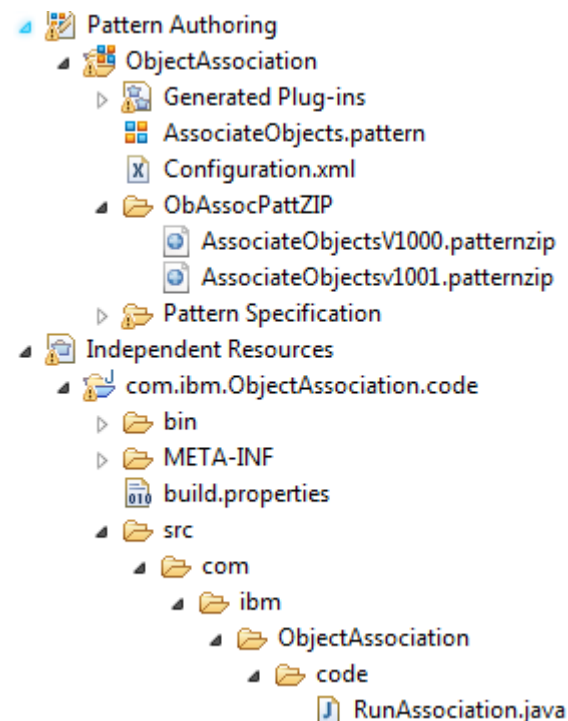 Pattern Authoring
ObjectAssociation
Generated Plug-ins
AssociateObjects.pattern
Configuration.xml
ObAssocPattZIP
AssociateObjectsV1000.patternzip
AssociateObjectsv1001.patternzip
Pattern Specification
Independent Resources
com.ibm.ObjectAssociation.code
bin
META-INF
build.properties
src
com
ibm
ObjectAssociation
code
RunAssociation.java